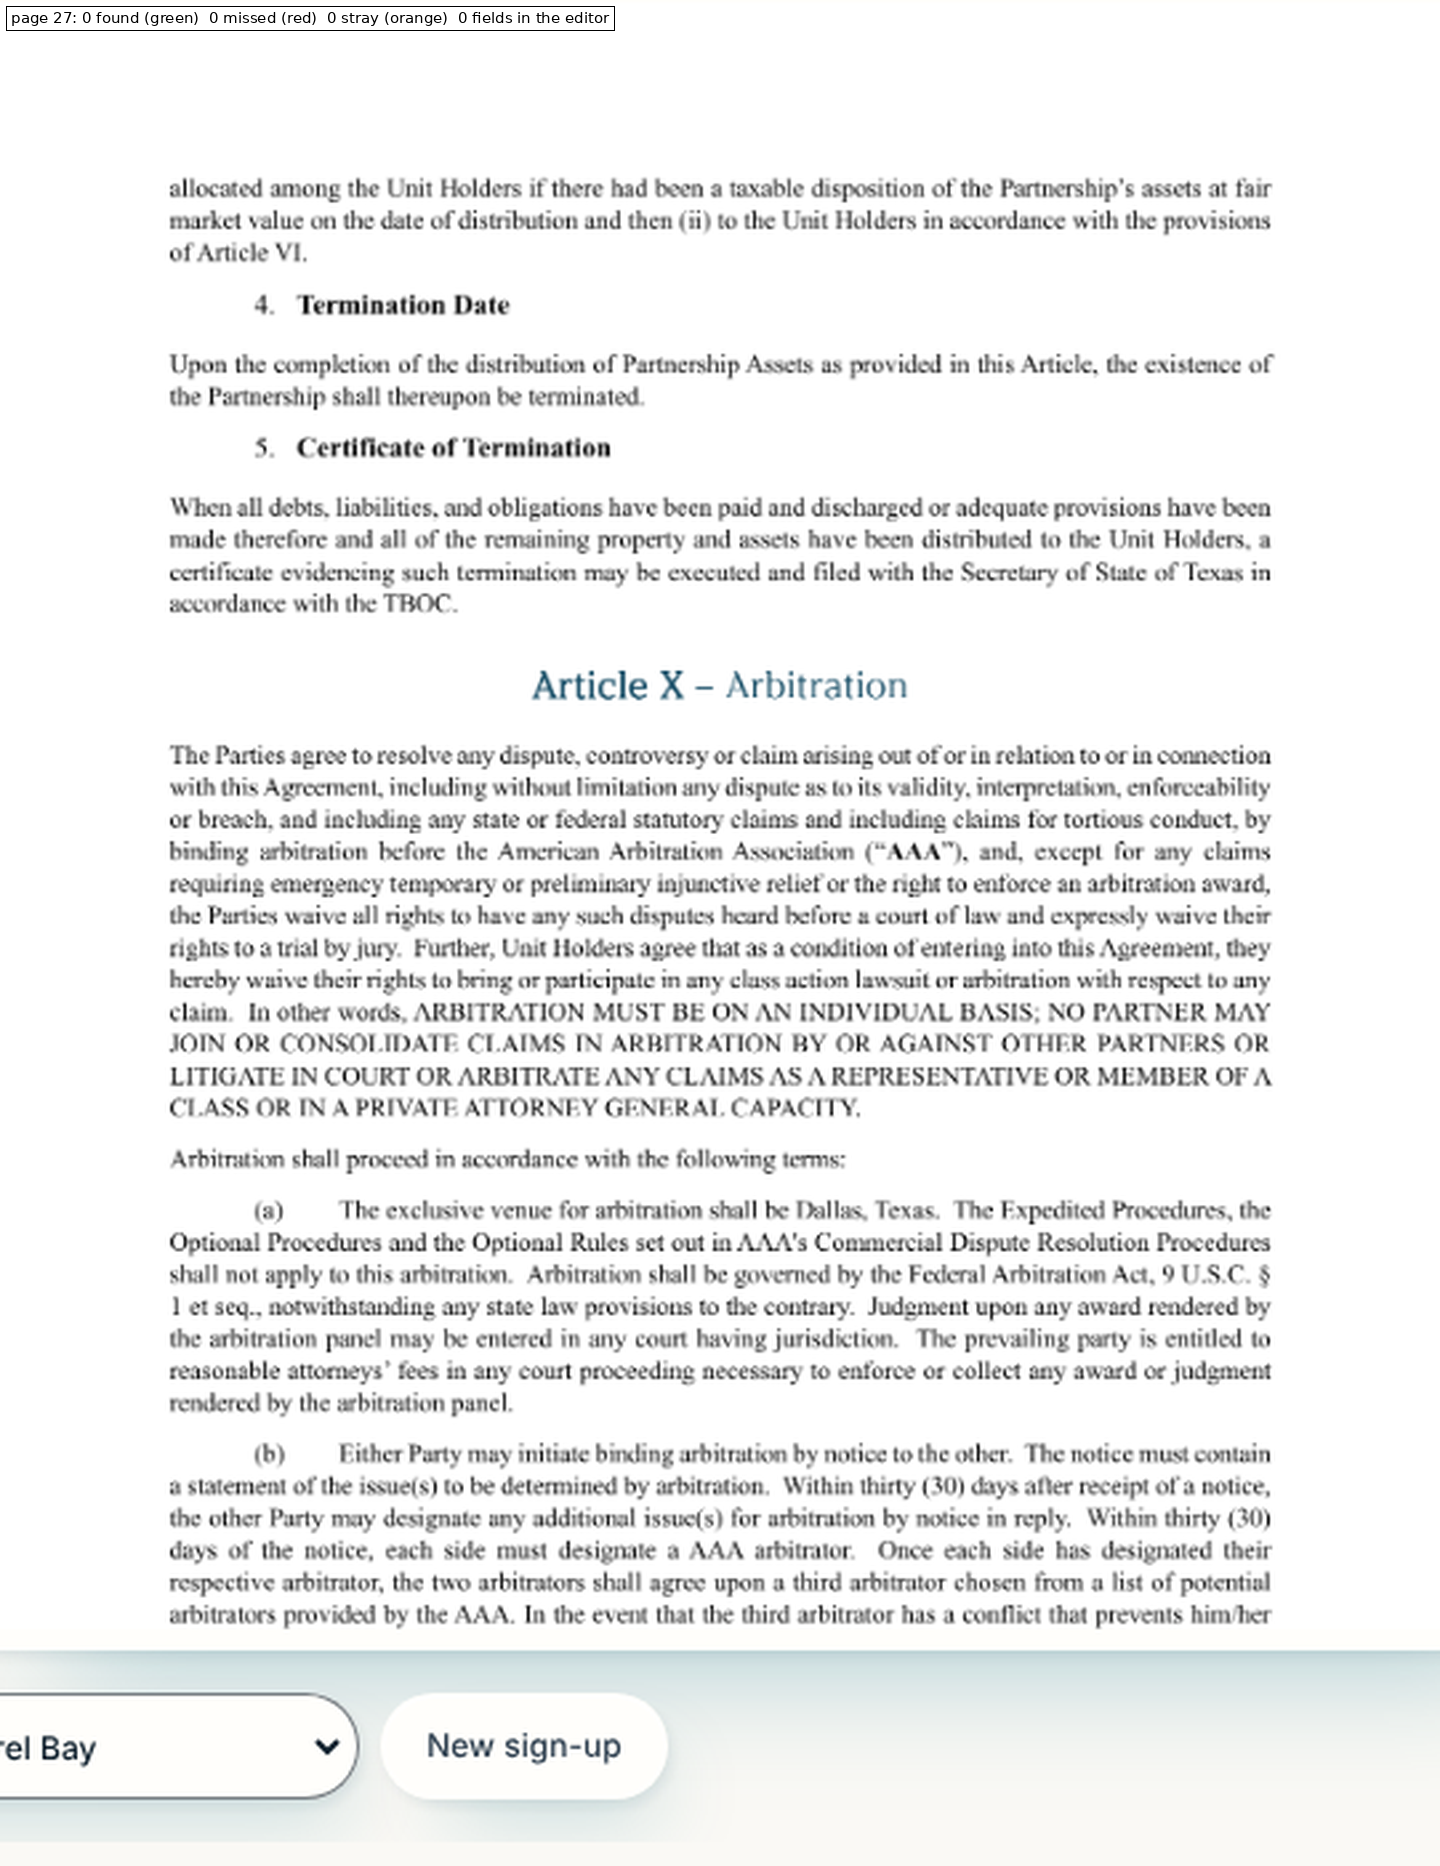 page 27: 0 found (green)  0 missed (red)  0 stray (orange)  0 fields in the editor
allocated among the Unit Holders if there had been a taxable disposition of the Partnership's assets at fair
market value on the date of distribution and then (ii) to the Unit Holders in accordance with the provisions
of Article VI.
4. Termination Date
Upon the completion of the distribution of Partnership Assets as provided in this Article, the existence of
the Partnership shall thereupon be terminated.
5. Certificate of Termination
When all debts, liabilities, and obligations have been paid and discharged or adequate provisions have been
made therefore and all of the remaining property and assets have been distributed to the Unit Holders, a
certificate evidencing such termination may be executed and filed with the Secretary of State of Texas in
accordance with the TBOC.
Article X – Arbitration
The Parties agree to resolve any dispute, controversy or claim arising out of or in relation to or in connection
with this Agreement, including without limitation any dispute as to its validity, interpretation, enforceability
or breach, and including any state or federal statutory claims and including claims for tortious conduct, by
binding arbitration before the American Arbitration Association (“AAA”), and, except for any claims
requiring emergency temporary or preliminary injunctive relief or the right to enforce an arbitration award,
the Parties waive all rights to have any such disputes heard before a court of law and expressly waive their
rights to a trial by jury.  Further, Unit Holders agree that as a condition of entering into this Agreement, they
hereby waive their rights to bring or participate in any class action lawsuit or arbitration with respect to any
claim.  In other words, ARBITRATION MUST BE ON AN INDIVIDUAL BASIS; NO PARTNER MAY
JOIN OR CONSOLIDATE CLAIMS IN ARBITRATION BY OR AGAINST OTHER PARTNERS OR
LITIGATE IN COURT OR ARBITRATE ANY CLAIMS AS A REPRESENTATIVE OR MEMBER OF A
CLASS OR IN A PRIVATE ATTORNEY GENERAL CAPACITY.
Arbitration shall proceed in accordance with the following terms:
(a) The exclusive venue for arbitration shall be Dallas, Texas.  The Expedited Procedures, the
Optional Procedures and the Optional Rules set out in AAA's Commercial Dispute Resolution Procedures
shall not apply to this arbitration.  Arbitration shall be governed by the Federal Arbitration Act, 9 U.S.C. §
1 et seq., notwithstanding any state law provisions to the contrary.  Judgment upon any award rendered by
the arbitration panel may be entered in any court having jurisdiction.  The prevailing party is entitled to
reasonable attorneys’ fees in any court proceeding necessary to enforce or collect any award or judgment
rendered by the arbitration panel.
(b) Either Party may initiate binding arbitration by notice to the other.  The notice must contain
a statement of the issue(s) to be determined by arbitration.  Within thirty (30) days after receipt of a notice,
the other Party may designate any additional issue(s) for arbitration by notice in reply.  Within thirty (30)
days of the notice, each side must designate a AAA arbitrator.  Once each side has designated their
respective arbitrator, the two arbitrators shall agree upon a third arbitrator chosen from a list of potential
arbitrators provided by the AAA. In the event that the third arbitrator has a conflict that prevents him/her
rel Bay
New sign-up